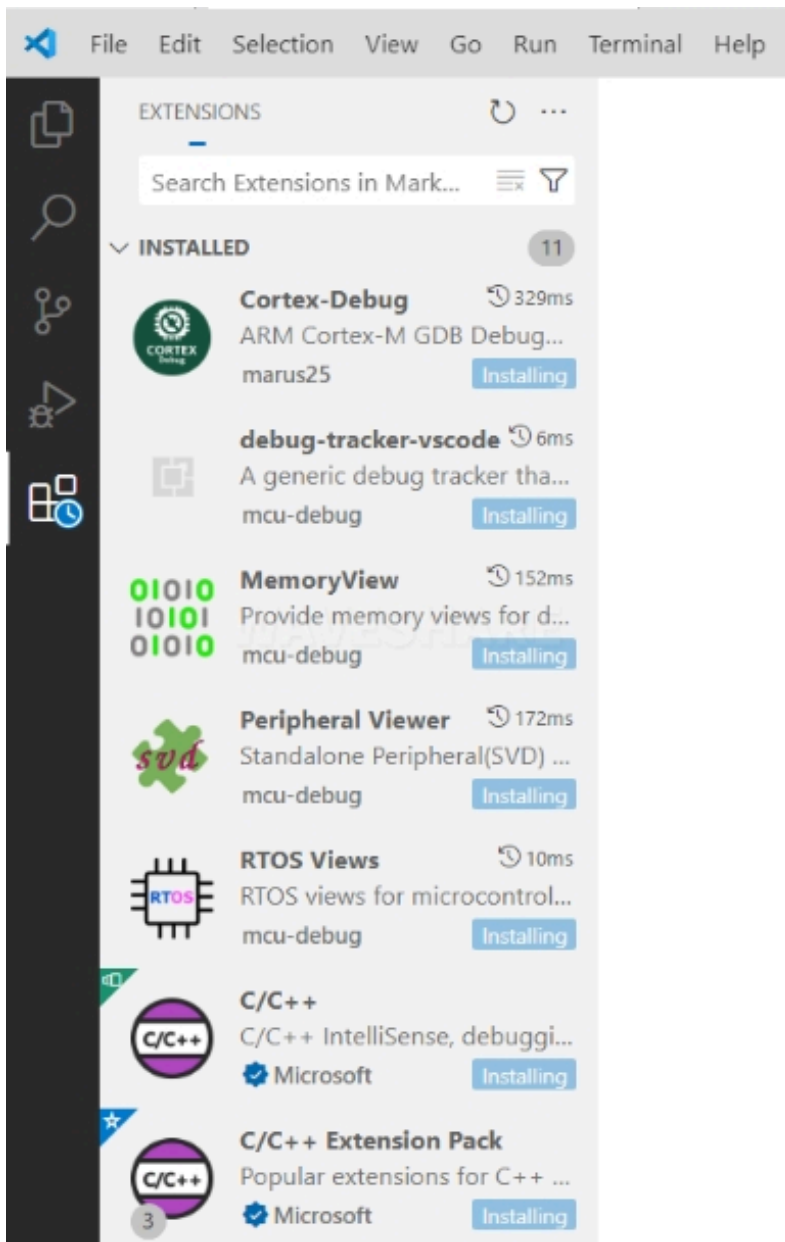 File Edit Selection View Go Run Terminal Help
EXTENSIONS
Search Extensions in Mark...
INSTALLED 11
Cortex-Debug 329ms
ARM Cortex-M GDB Debug...
CORTEX
Debug
marus25 Installing
debug-tracker-vscode 6ms
A generic debug tracker tha...
mcu-debug Installing
01010
10101
01010
MemoryView 152ms
Provide memory views for d...
WAVESHARE
mcu-debug Installing
svd
Peripheral Viewer 172ms
Standalone Peripheral(SVD) ...
mcu-debug Installing
RTOS
RTOS Views 10ms
RTOS views for microcontrol...
mcu-debug Installing
C/C++
C/C++
C/C++ IntelliSense, debuggi...
Microsoft Installing
C/C++
3
C/C++ Extension Pack
Popular extensions for C++ ...
Microsoft Installing